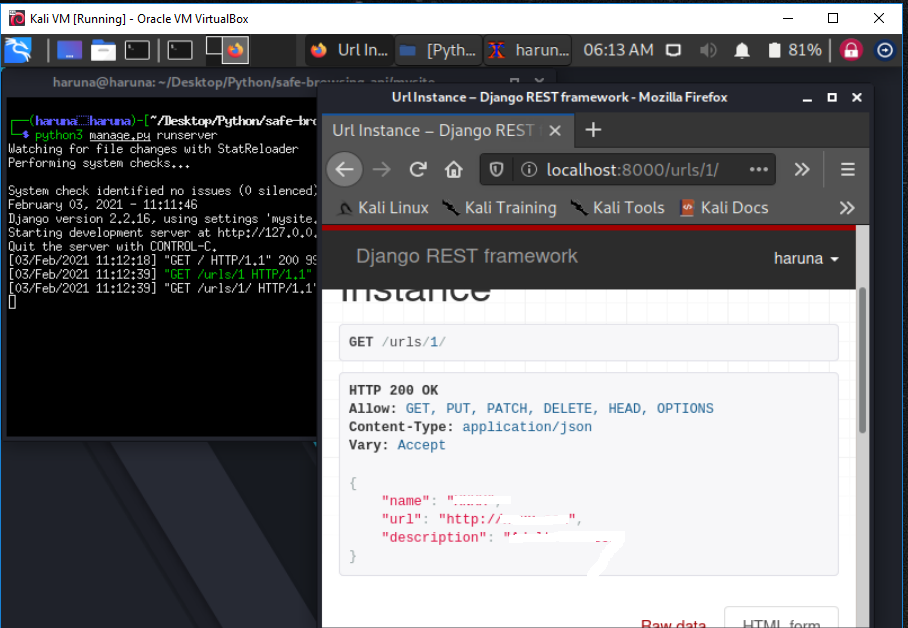 Kali VM [Running] - Oracle VM VirtualBox
Url In... [Pyth... harun... 06:13 AM 81%
haruna@haruna: ~/Desktop/Python/safe-browsing-api/mysite
(haruna haruna)-[~/Desktop/Python/safe-bro
$ python3 manage.py runserver
Watching for file changes with StatReloader
Performing system checks...
System check identified no issues (0 silenced)
February 03, 2021 - 11:11:46
Django version 2.2.16, using settings 'mysite.
Starting development server at http://127.0.0.
Quit the server with CONTROL-C.
[03/Feb/2021 11:12:18] "GET / HTTP/1.1" 200 99
[03/Feb/2021 11:12:39] "GET /urls/1 HTTP/1.1"
[03/Feb/2021 11:12:39] "GET /urls/1/ HTTP/1.1"
Url Instance – Django REST framework - Mozilla Firefox
Url Instance – Django REST f
localhost:8000/urls/1/
Kali Linux Kali Training Kali Tools Kali Docs
Django REST framework haruna
Instance
GET /urls/1/
HTTP 200 OK
Allow: GET, PUT, PATCH, DELETE, HEAD, OPTIONS
Content-Type: application/json
Vary: Accept
{
"name": "
"url": "http://
"description": "
}
Raw data HTML form